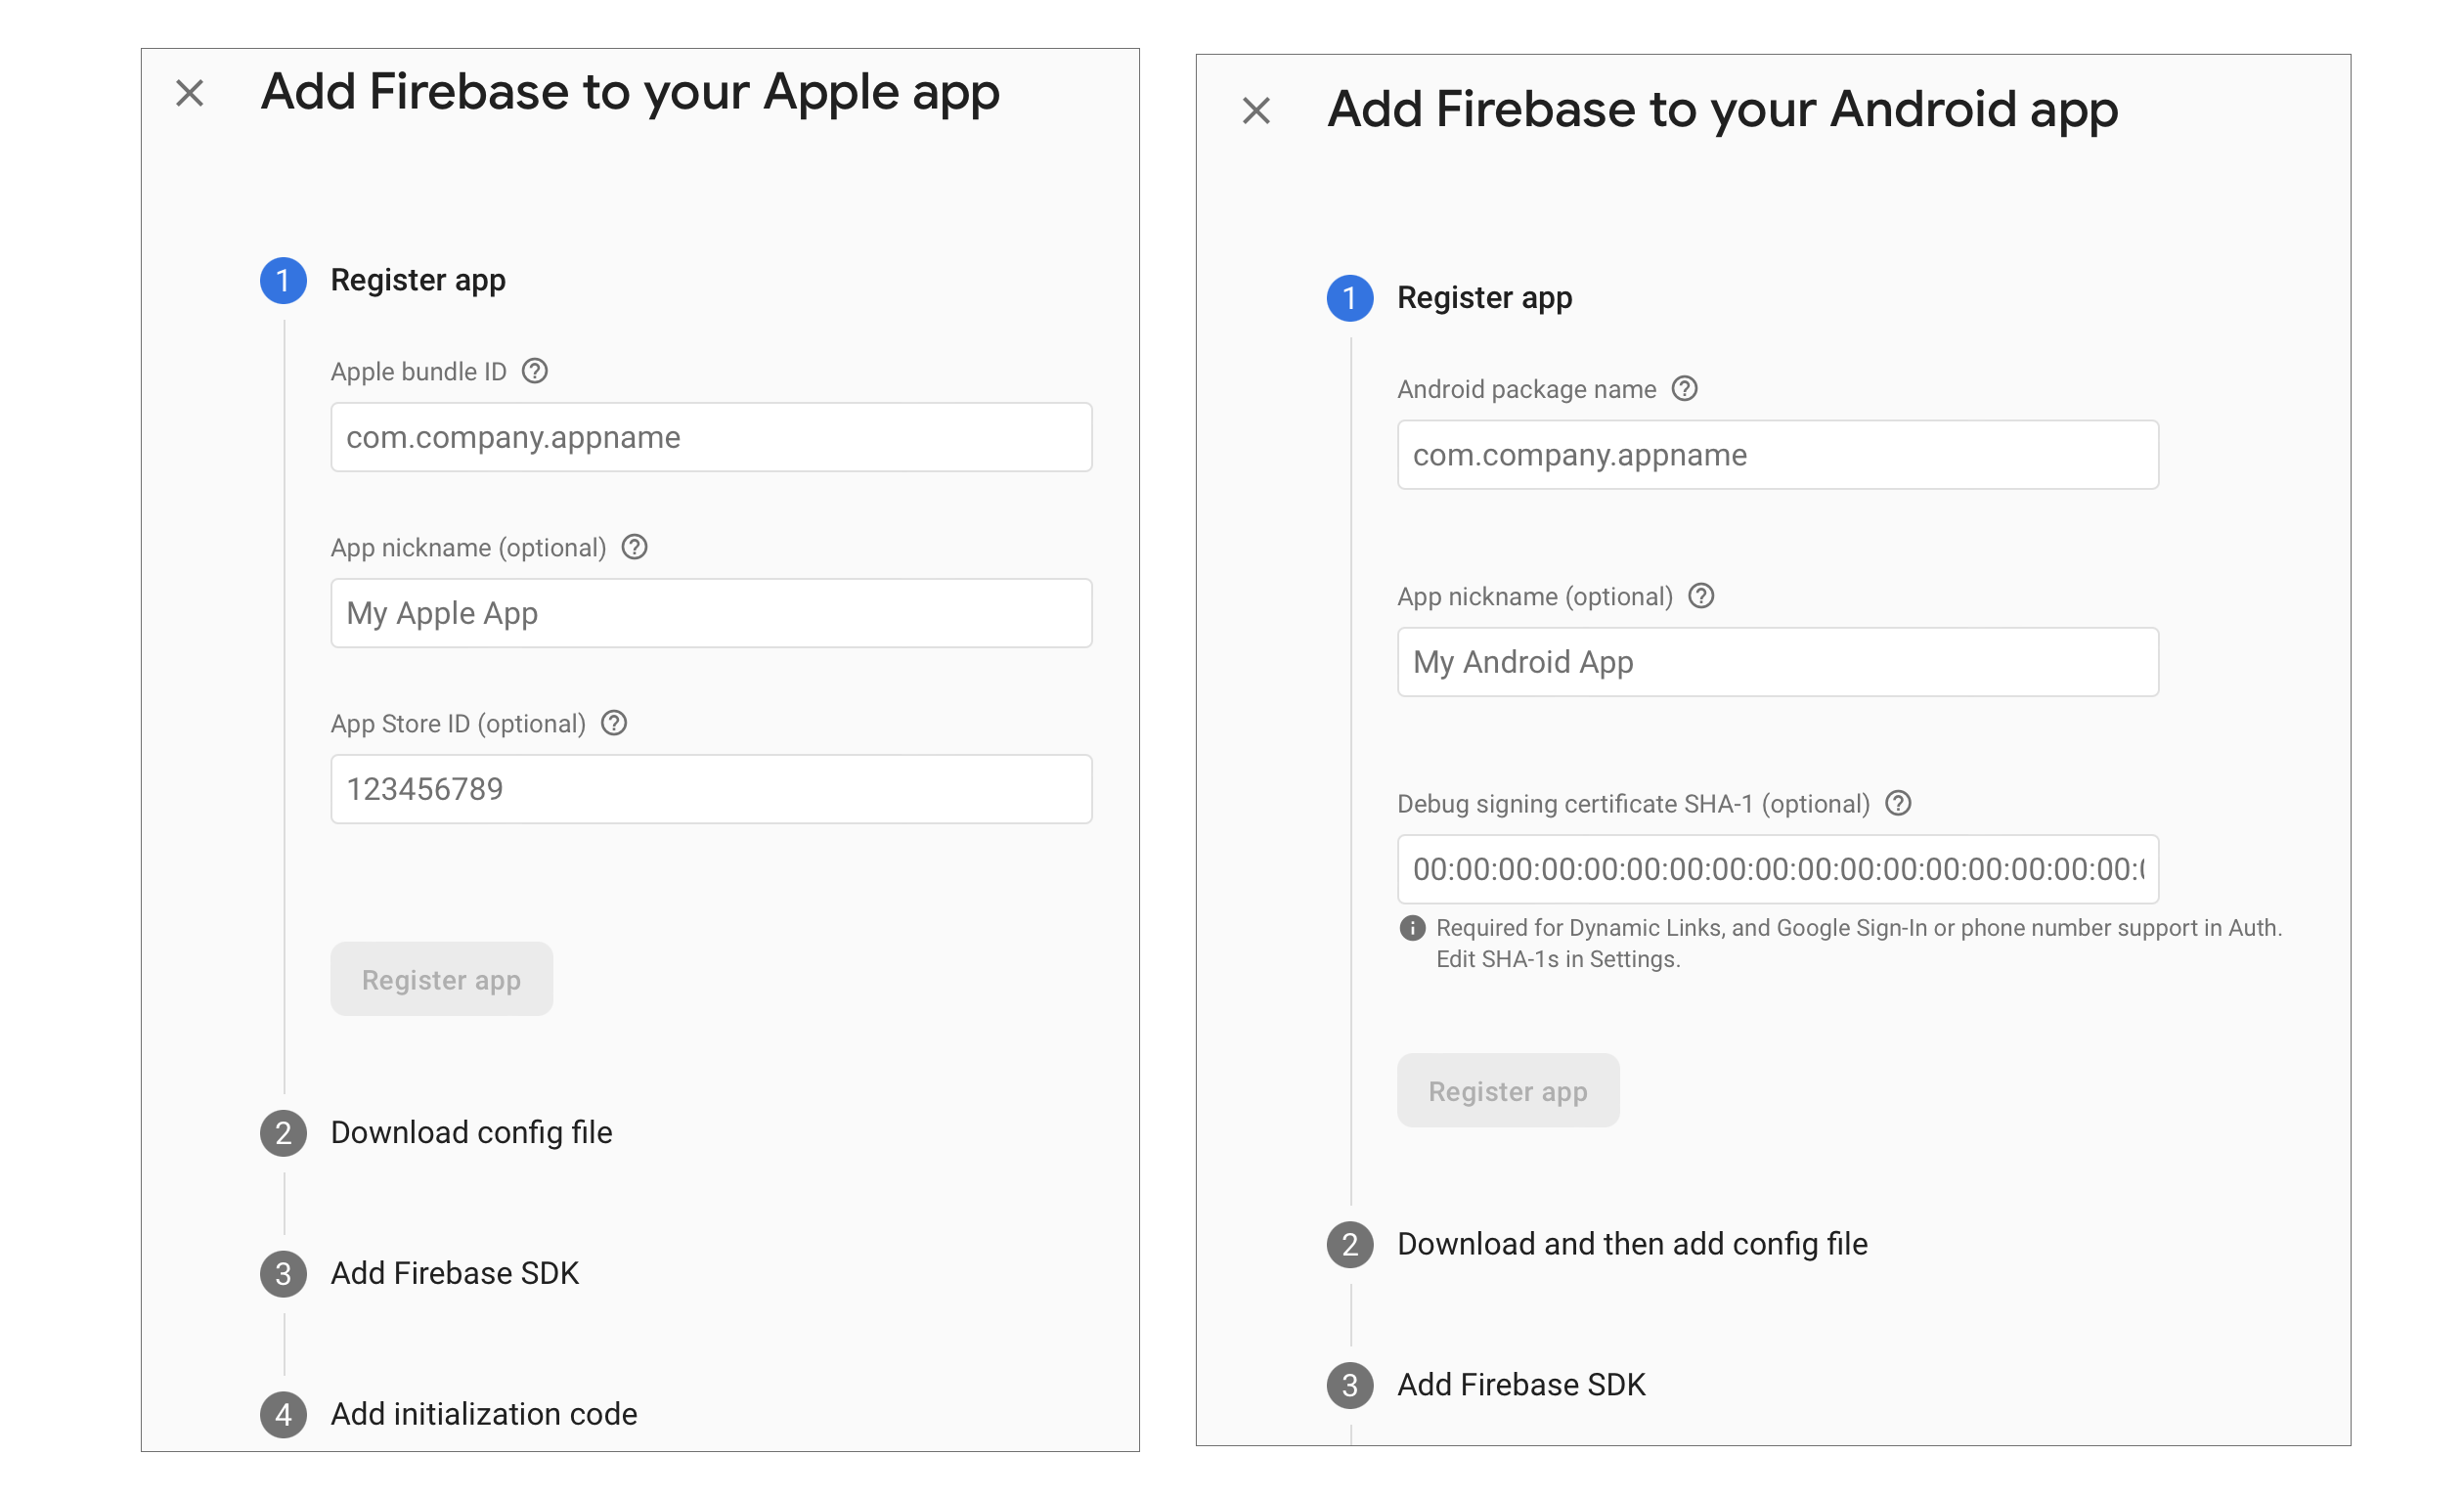 Add Firebase to your Apple app
1 Register app
Apple bundle ID
com.company.appname
App nickname (optional)
My Apple App
App Store ID (optional)
123456789
Register app
2 Download config file
3 Add Firebase SDK
4 Add initialization code
Add Firebase to your Android app
1 Register app
Android package name
com.company.appname
App nickname (optional)
My Android App
Debug signing certificate SHA-1 (optional)
00:00:00:00:00:00:00:00:00:00:00:00:00:00:00:00:00:
Required for Dynamic Links, and Google Sign-In or phone number support in Auth.
Edit SHA-1s in Settings.
Register app
2 Download and then add config file
3 Add Firebase SDK